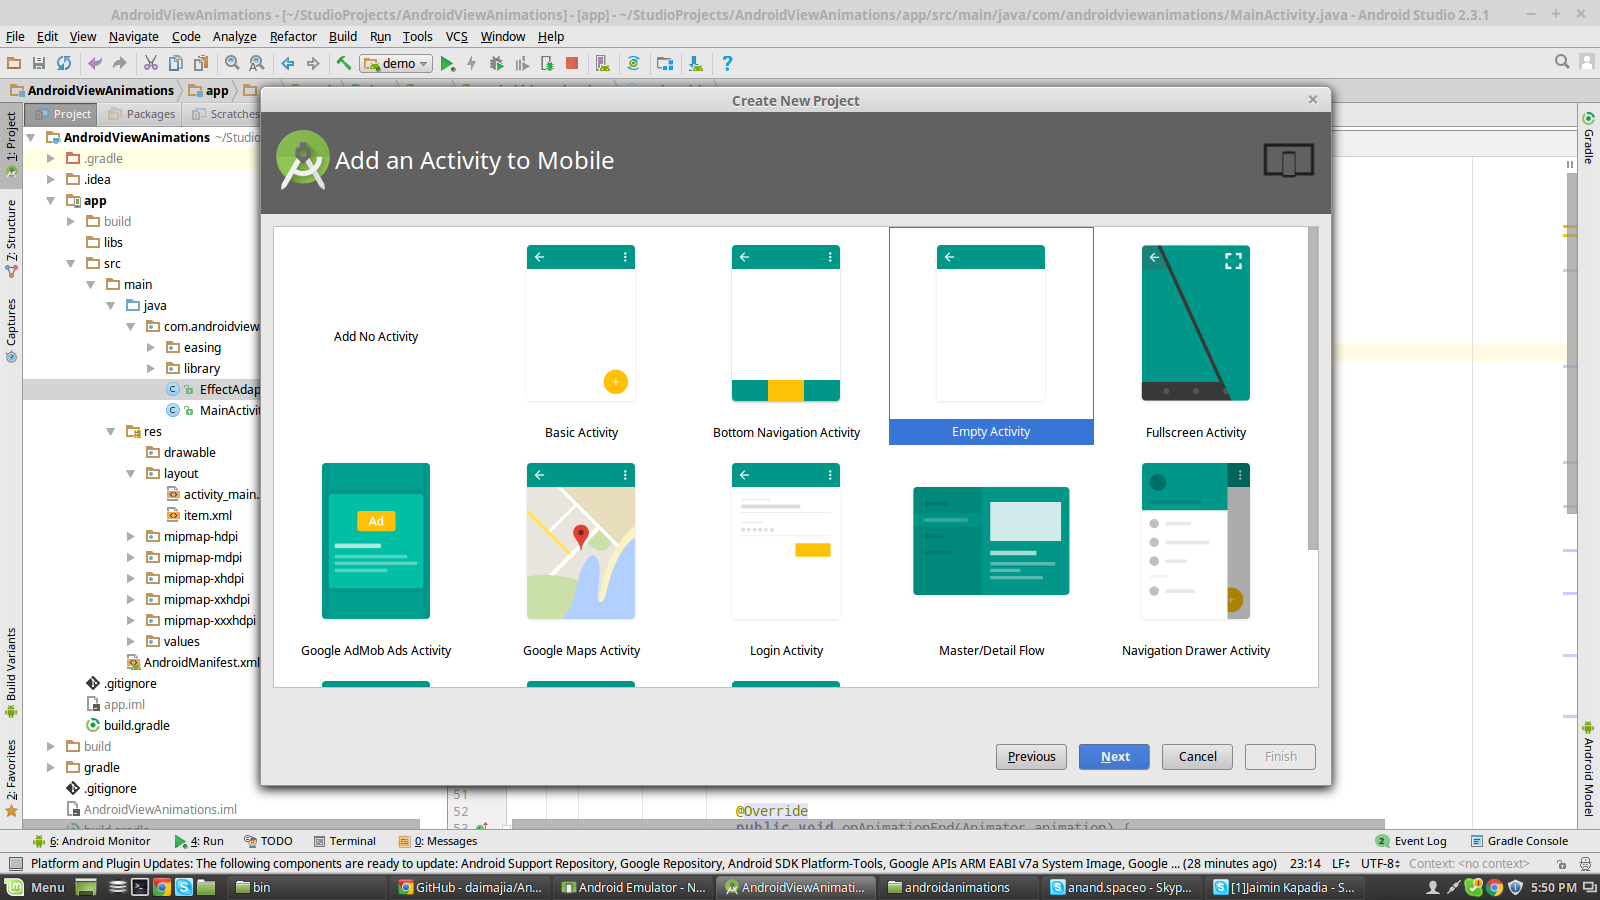 AndroidViewAnimations - [~/StudioProjects/AndroidViewAnimations] - [app] - ~/StudioProjects/AndroidViewAnimations/app/src/main/java/com/androidviewanimations/MainActivity.java - Android Studio 2.3.1
File Edit View Navigate Code Analyze Refactor Build Run Tools VCS Window Help
demo
AndroidViewAnimations app
Project Packages Scratches
Create New Project
Add an Activity to Mobile
1: Project
7: Structure
Captures
Build Variants
2: Favorites
AndroidViewAnimations ~/Studio
.gradle
.idea
app
build
libs
src
main
java
com.androidview
easing
library
EffectAdap
MainActivit
res
drawable
layout
activity_main.
item.xml
mipmap-hdpi
mipmap-mdpi
mipmap-xhdpi
mipmap-xxhdpi
mipmap-xxxhdpi
values
AndroidManifest.xml
.gitignore
app.iml
build.gradle
build
gradle
.gitignore
AndroidViewAnimations.iml
build.gradle
Add No Activity
Basic Activity
Bottom Navigation Activity
Empty Activity
Fullscreen Activity
Ad
Google AdMob Ads Activity
Google Maps Activity
Login Activity
Master/Detail Flow
Navigation Drawer Activity
Previous Next Cancel Finish
Gradle
Android Model
51
52 @Override
53 public void onAnimationEnd(Animator animation) {
6: Android Monitor 4: Run TODO Terminal 0: Messages Event Log Gradle Console
Platform and Plugin Updates: The following components are ready to update: Android Support Repository, Google Repository, Android SDK Platform-Tools, Google APIs ARM EABI v7a System Image, Google ... (28 minutes ago) 23:14 LF÷ UTF-8÷ Context: <no context>
Menu bin GitHub - daimajia/An... Android Emulator - N... AndroidViewAnimati... androidanimations anand.spaceo - Skyp... [1]Jaimin Kapadia - S... 5:50 PM